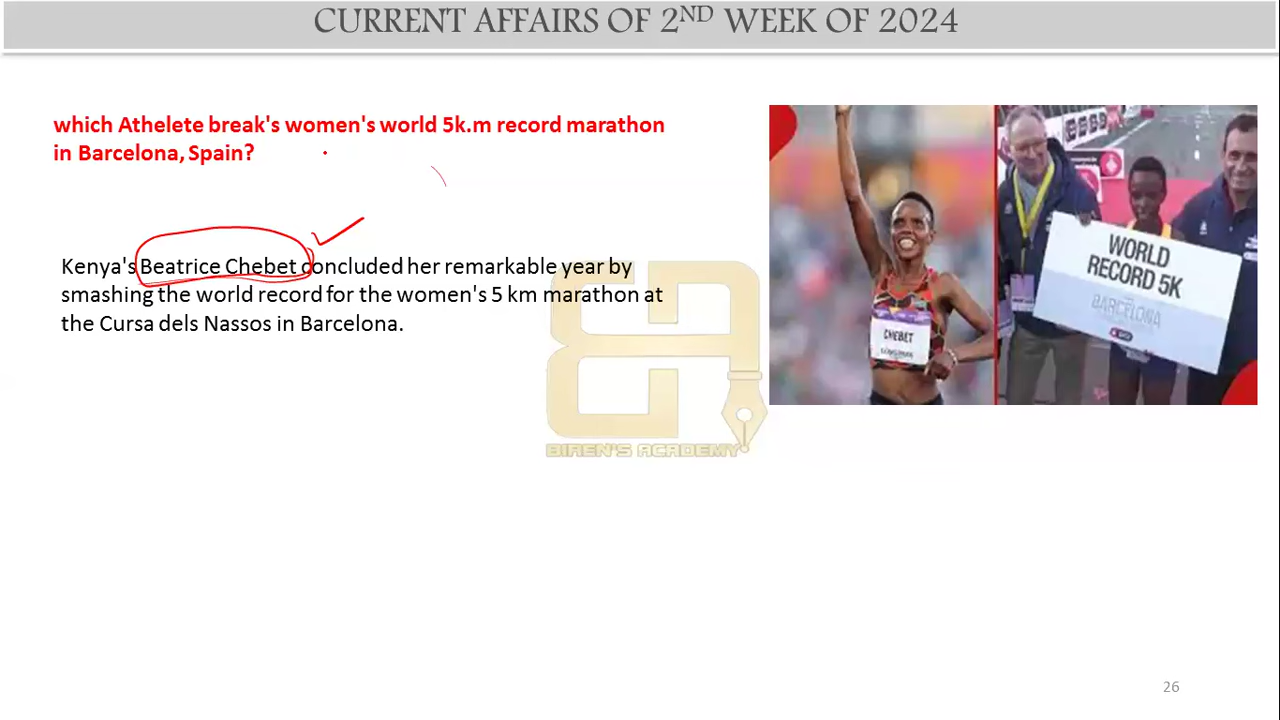 CURRENT AFFAIRS OF 2ND WEEK OF 2024
which Athelete break's women's world 5k.m record marathon
in Barcelona, Spain?
Kenya's Beatrice Chebet concluded her remarkable year by
smashing the world record for the women's 5 km marathon at
the Cursa dels Nassos in Barcelona.
CHEBET
WORLD
RECORD 5K
BARCELONA
BIREN'S ACADEMY
26